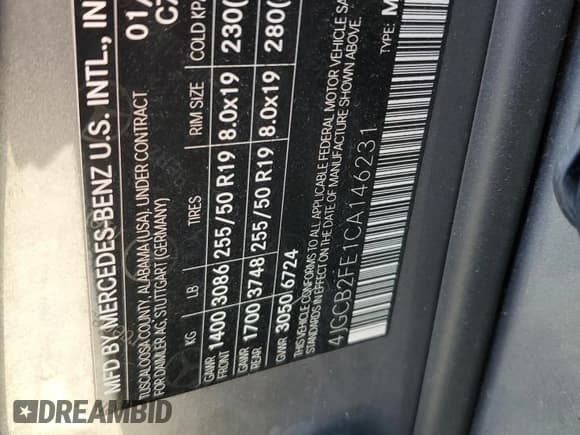 MFD BY MERCEDES-BENZ U.S. INTL., IN
01/
TUSCALOOSA COUNTY, ALABAMA (USA), UNDER CONTRACT
FOR DAIMLER AG, STUTTGART (GERMANY)
KG LB TIRES RIM SIZE COLD KP
GAWR FRONT 1400 3086 255/50 R19 8.0x19 230(
GAWR REAR 1700 3748 255/50 R19 8.0x19 280(
GWR 3050 6724
THIS VEHICLE CONFORMS TO ALL APPLICABLE FEDERAL MOTOR VEHICLE SA
STANDARDS IN EFFECT ON THE DATE OF MANUFACTURE SHOWN ABOVE.
4JGCB2FE1CA146231 TYPE: M
DREAMBID